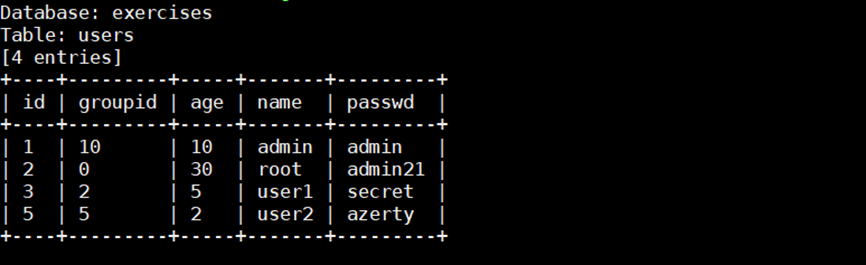 Database: exercises
Table: users
[4 entries]
+----+---------+-----+-------+---------+
| id | groupid | age | name  | passwd  |
+----+---------+-----+-------+---------+
| 1  | 10      | 10  | admin | admin   |
| 2  | 0       | 30  | root  | admin21 |
| 3  | 2       | 5   | user1 | secret  |
| 5  | 5       | 2   | user2 | azerty  |
+----+---------+-----+-------+---------+